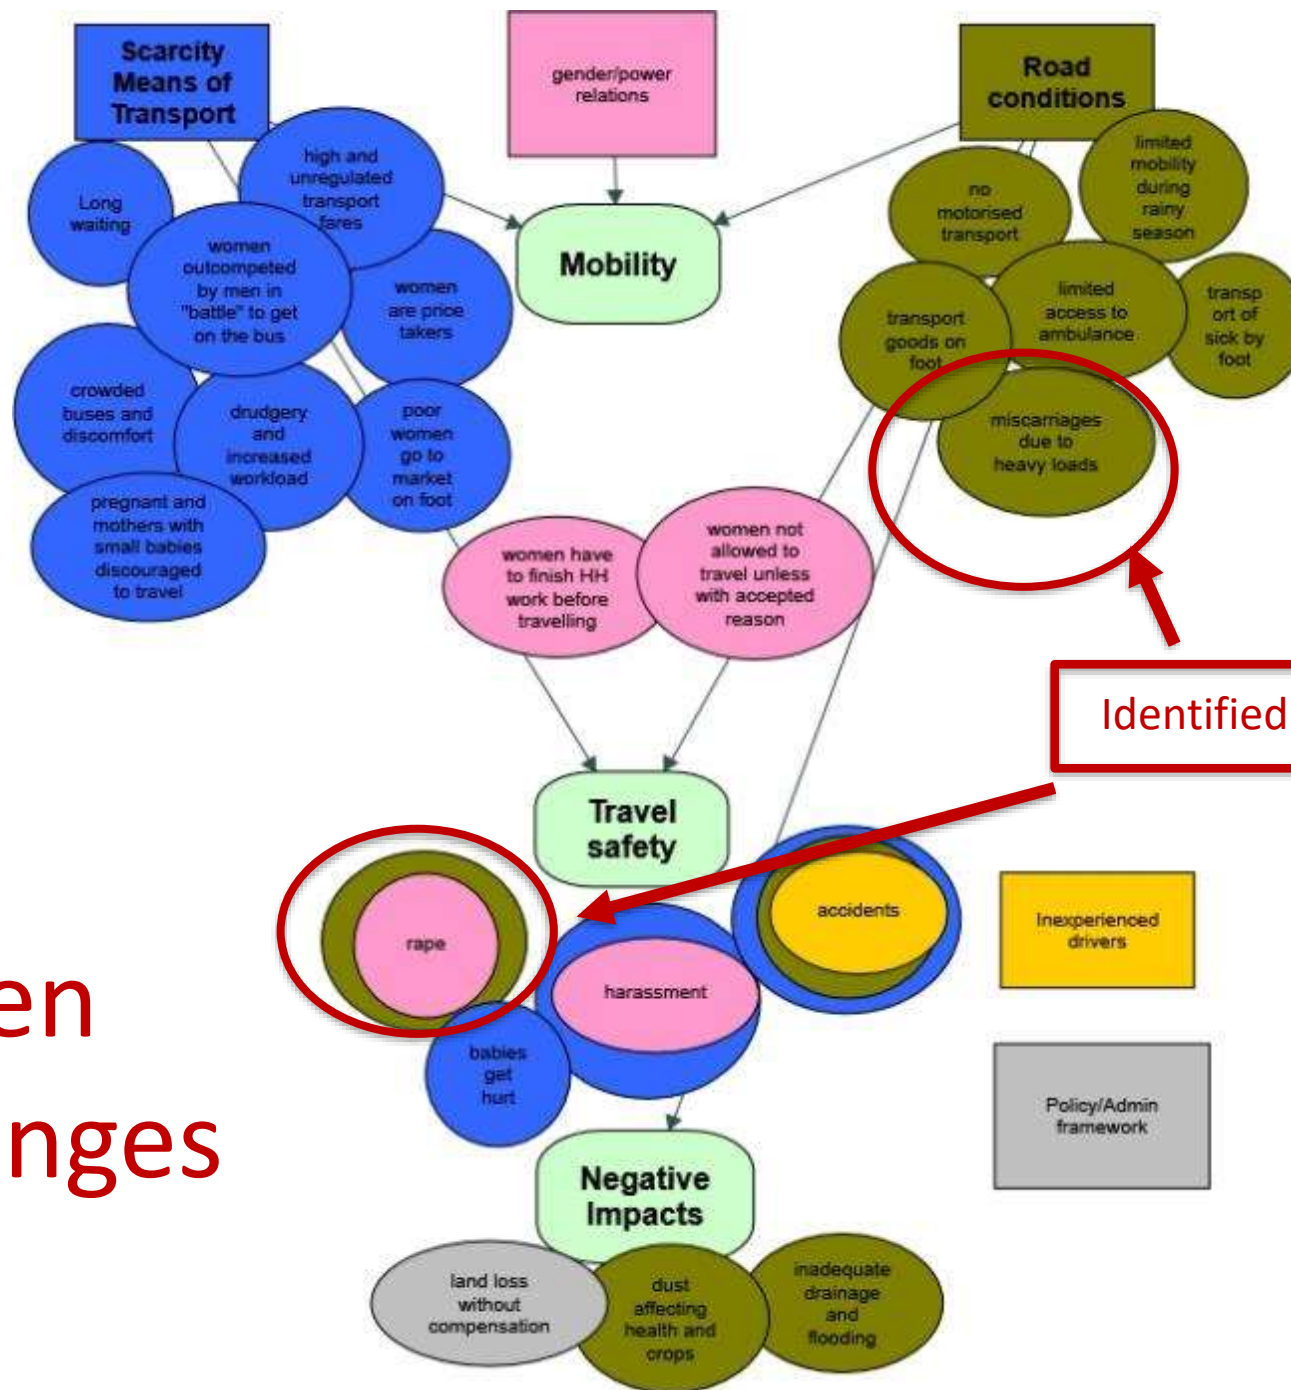 Scarcity
Means of
Transport
gender/power
relations
Road
conditions
Long
waiting
high and
unregulated
transport
fares
Mobility
no
motorised
transport
limited
mobility
during
rainy
season
women
outcompeted
by men in
"battle" to get
on the bus
women
are price
takers
transport
goods on
foot
limited
access to
ambulance
transp
ort of
sick by
foot
crowded
buses and
discomfort
drudgery
and
increased
workload
poor
women
go to
market
on foot
miscarriages
due to
heavy loads
pregnant and
mothers with
small babies
discouraged
to travel
women have
to finish HH
work before
travelling
women not
allowed to
travel unless
with accepted
reason
Identified
Travel
safety
rape
harassment
accidents
Inexperienced
drivers
babies
get
hurt
en
nges
Policy/Admin
framework
Negative
Impacts
land loss
without
compensation
dust
affecting
health and
crops
inadequate
drainage
and
flooding